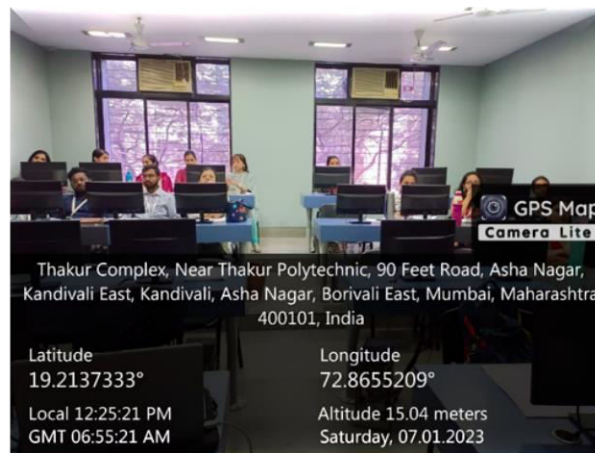 GPS Map
Camera Lite
Thakur Complex, Near Thakur Polytechnic, 90 Feet Road, Asha Nagar,
Kandivali East, Kandivali, Asha Nagar, Borivali East, Mumbai, Maharashtra
400101, India
Latitude
19.2137333°
Longitude
72.8655209°
Local 12:25:21 PM
GMT 06:55:21 AM
Altitude 15.04 meters
Saturday, 07.01.2023